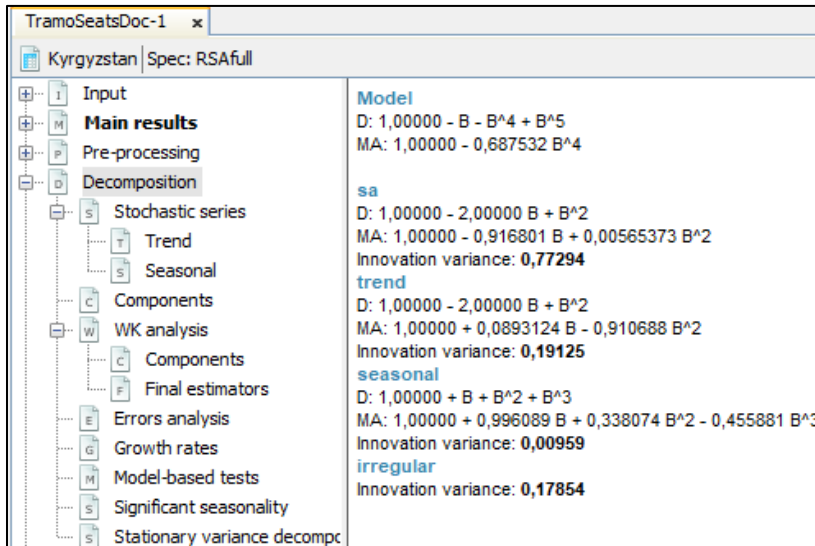 TramoSeatsDoc-1 x
Kyrgyzstan Spec: RSAfull
I Input
M Main results
P Pre-processing
D Decomposition
S Stochastic series
T Trend
S Seasonal
C Components
W WK analysis
C Components
F Final estimators
E Errors analysis
G Growth rates
M Model-based tests
S Significant seasonality
S Stationary variance decompo
Model
D: 1,00000 - B - B^4 + B^5
MA: 1,00000 - 0,687532 B^4
sa
D: 1,00000 - 2,00000 B + B^2
MA: 1,00000 - 0,916801 B + 0,00565373 B^2
Innovation variance: 0,77294
trend
D: 1,00000 - 2,00000 B + B^2
MA: 1,00000 + 0,0893124 B - 0,910688 B^2
Innovation variance: 0,19125
seasonal
D: 1,00000 + B + B^2 + B^3
MA: 1,00000 + 0,996089 B + 0,338074 B^2 - 0,455881 B^3
Innovation variance: 0,00959
irregular
Innovation variance: 0,17854